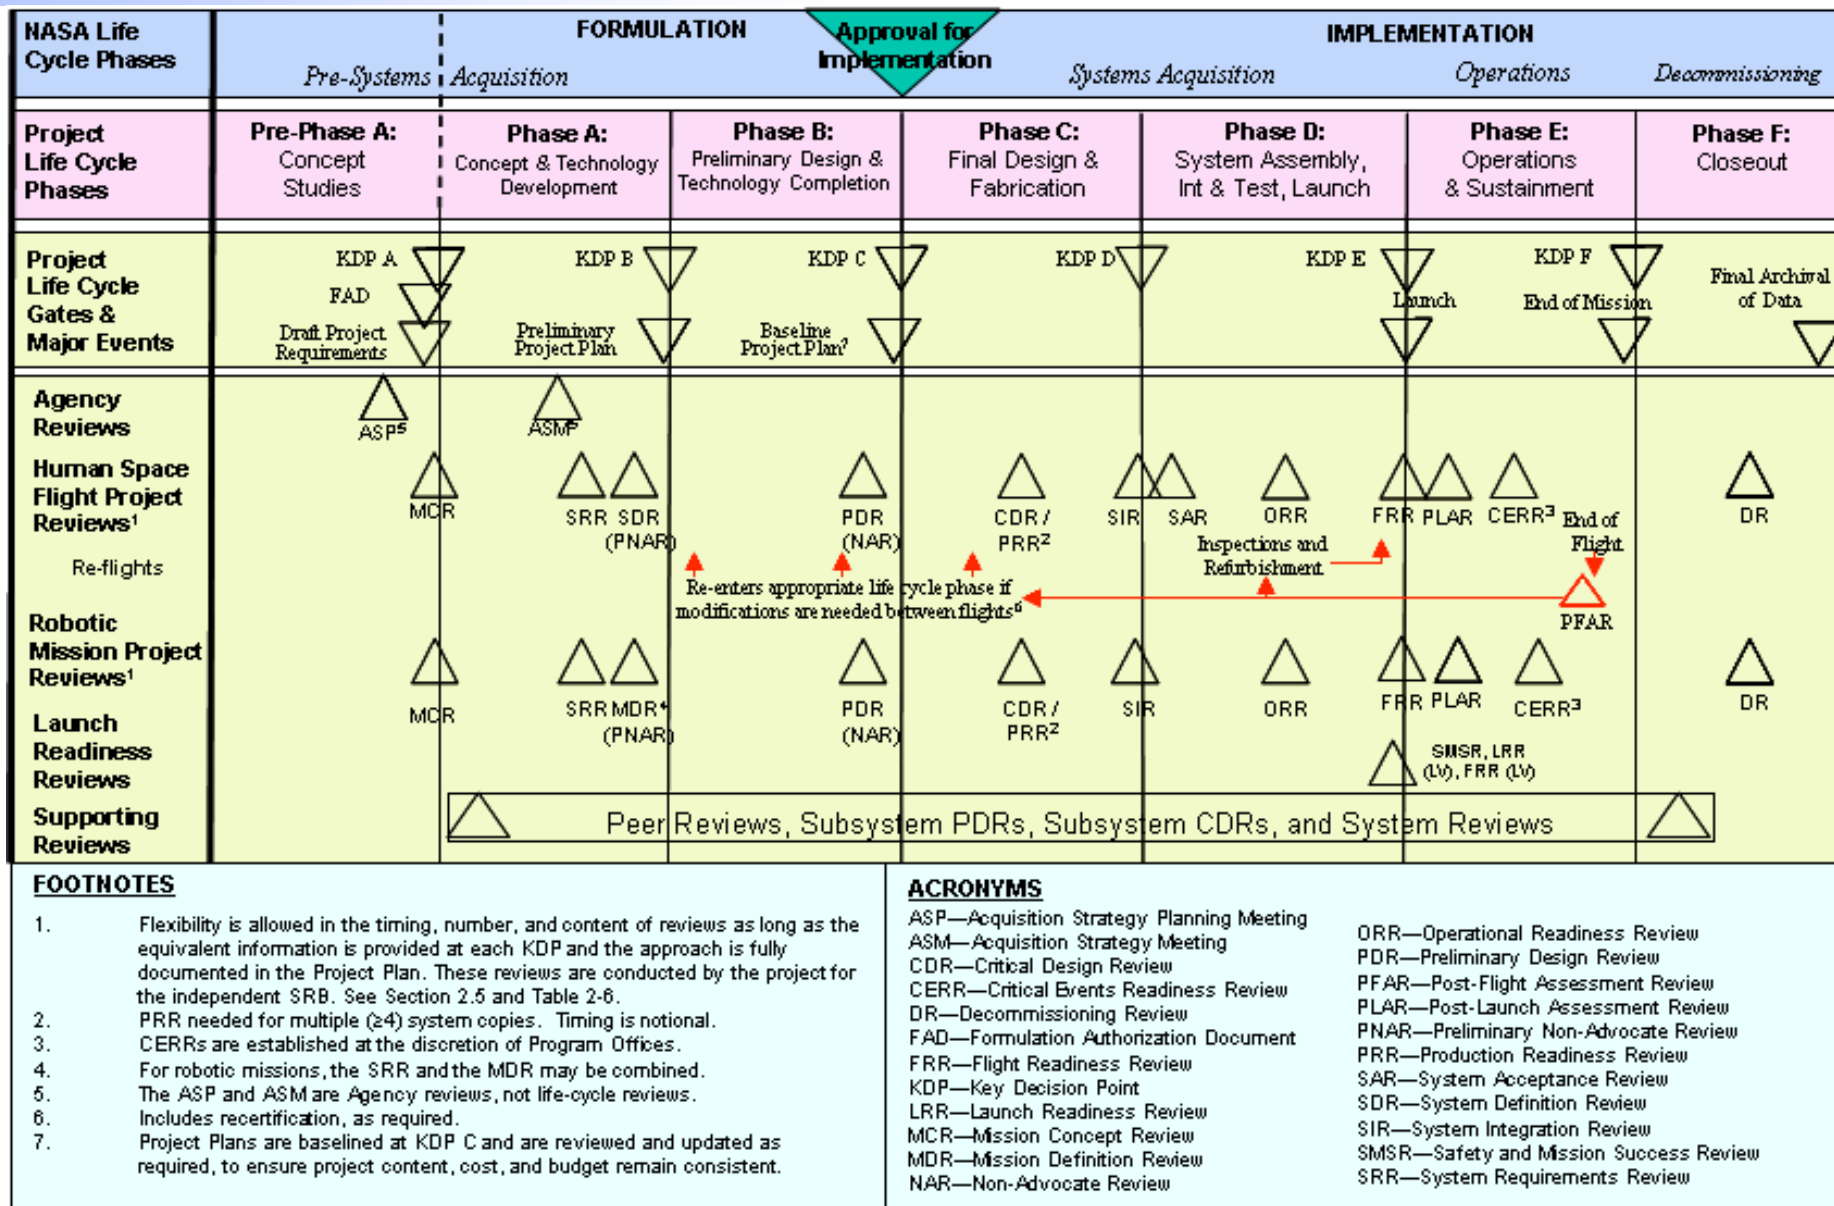 NASA Life
Cycle Phases
FORMULATION
Approval for
Implementation
IMPLEMENTATION
Pre-Systems Acquisition
Systems Acquisition
Operations
Decommissioning
Project
Life Cycle
Phases
Pre-Phase A:
Concept
Studies
Phase A:
Concept & Technology
Development
Phase B:
Preliminary Design &
Technology Completion
Phase C:
Final Design &
Fabrication
Phase D:
System Assembly,
Int & Test, Launch
Phase E:
Operations
& Sustainment
Phase F:
Closeout
Project
Life Cycle
Gates &
Major Events
KDP A
FAD
Draft Project
Requirements
KDP B
Preliminary
Project Plan
KDP C
Baseline
Project Plan⁷
KDP D
KDP E
Launch
KDP F
End of Mission
Final Archival
of Data
Agency
Reviews
ASP⁵
ASM⁵
Human Space
Flight Project
Reviews¹
MCR
SRR
SDR
(PNAR)
PDR
(NAR)
CDR /
PRR²
SIR
SAR
ORR
FRR
PLAR
CERR³
End of
Flight
DR
Re-flights
Re-enters appropriate life cycle phase if
modifications are needed between flights⁶
Inspections and
Refurbishment
PFAR
Robotic
Mission Project
Reviews¹
MCR
SRR
MDR⁴
(PNAR)
PDR
(NAR)
CDR /
PRR²
SIR
ORR
FRR
PLAR
CERR³
DR
Launch
Readiness
Reviews
SMSR, LRR
(LV), FRR (LV)
Supporting
Reviews
Peer Reviews, Subsystem PDRs, Subsystem CDRs, and System Reviews
FOOTNOTES
1. Flexibility is allowed in the timing, number, and content of reviews as long as the
equivalent information is provided at each KDP and the approach is fully
documented in the Project Plan. These reviews are conducted by the project for
the independent SRB. See Section 2.5 and Table 2-6.
2. PRR needed for multiple (≥4) system copies. Timing is notional.
3. CERRs are established at the discretion of Program Offices.
4. For robotic missions, the SRR and the MDR may be combined.
5. The ASP and ASM are Agency reviews, not life-cycle reviews.
6. Includes recertification, as required.
7. Project Plans are baselined at KDP C and are reviewed and updated as
required, to ensure project content, cost, and budget remain consistent.
ACRONYMS
ASP—Acquisition Strategy Planning Meeting
ASM—Acquisition Strategy Meeting
CDR—Critical Design Review
CERR—Critical Events Readiness Review
DR—Decommissioning Review
FAD—Formulation Authorization Document
FRR—Flight Readiness Review
KDP—Key Decision Point
LRR—Launch Readiness Review
MCR—Mission Concept Review
MDR—Mission Definition Review
NAR—Non-Advocate Review
ORR—Operational Readiness Review
PDR—Preliminary Design Review
PFAR—Post-Flight Assessment Review
PLAR—Post-Launch Assessment Review
PNAR—Preliminary Non-Advocate Review
PRR—Production Readiness Review
SAR—System Acceptance Review
SDR—System Definition Review
SIR—System Integration Review
SMSR—Safety and Mission Success Review
SRR—System Requirements Review